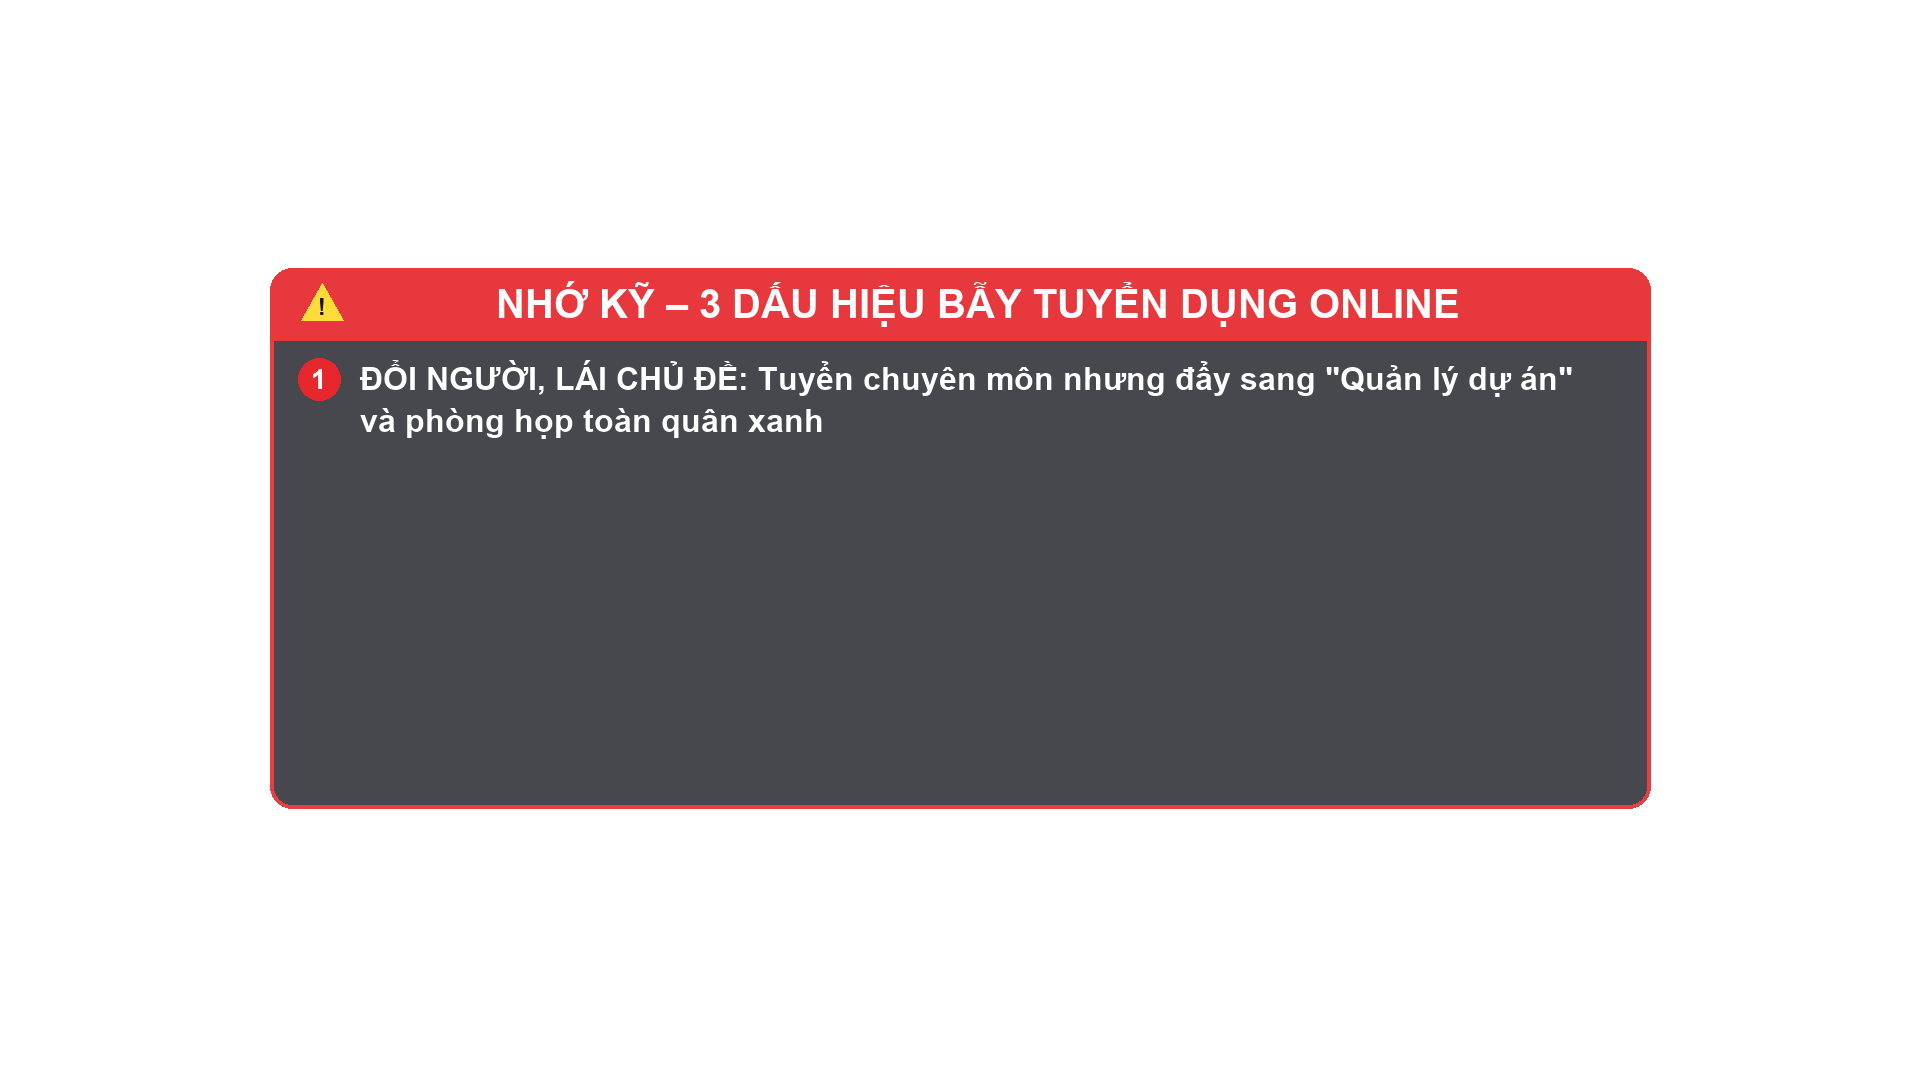 !
NHỚ KỸ – 3 DẤU HIỆU BẪY TUYỂN DỤNG ONLINE
1 ĐỔI NGƯỜI, LÁI CHỦ ĐỀ: Tuyển chuyên môn nhưng đẩy sang "Quản lý dự án"
và phòng họp toàn quân xanh